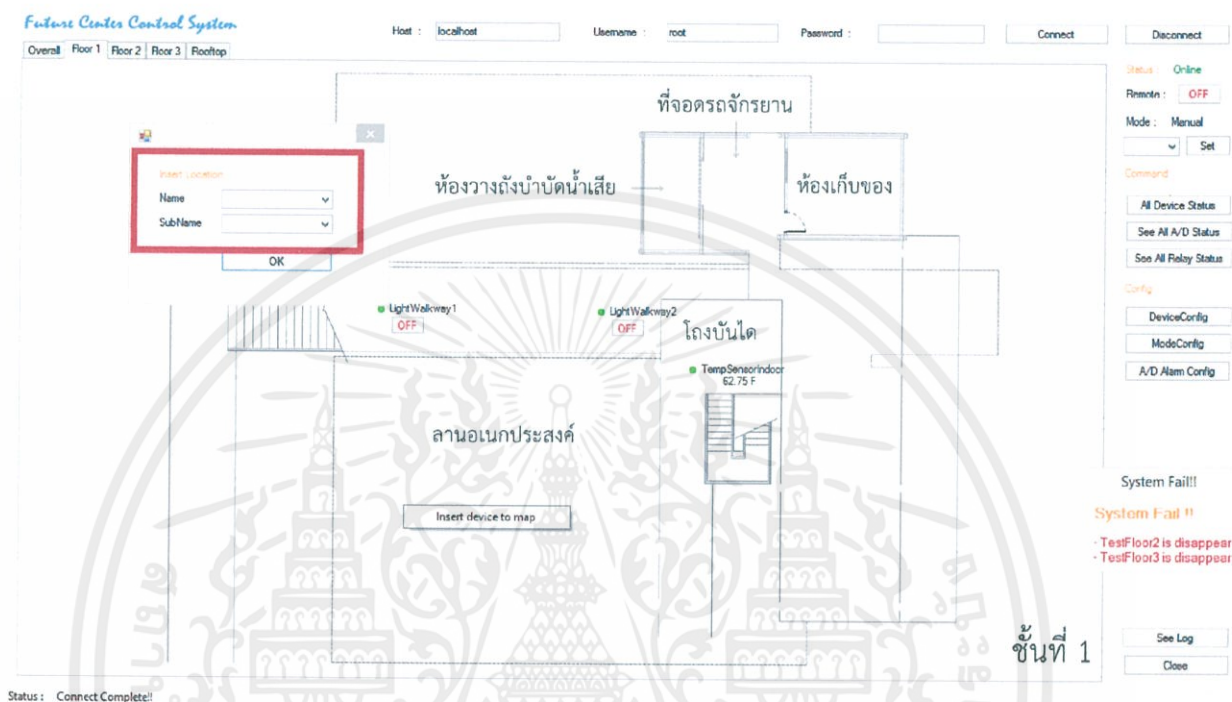 Future Center Control System
Host : localhost Username : root Password : Connect Disconnect
Overall Floor 1 Floor 2 Floor 3 Rooftop
Status : Online
Remote : OFF
Mode : Manual
Set
Command
All Device Status
See All A/D Status
See All Relay Status
Config
DeviceConfig
ModeConfig
A/D Alarm Config
Insert Location
Name
SubName
OK
ที่จอดรถจักรยาน
ห้องวางถังบำบัดน้ำเสีย
ห้องเก็บของ
LightWalkway1
OFF
LightWalkway2
OFF
โถงบันได
TempSensorIndoor
62.75 F
ลานอเนกประสงค์
Insert device to map
System Fail!!
System Fail !!
- TestFloor2 is disappear
- TestFloor3 is disappear
ชั้นที่ 1
See Log
Close
Status : Connect Complete!!